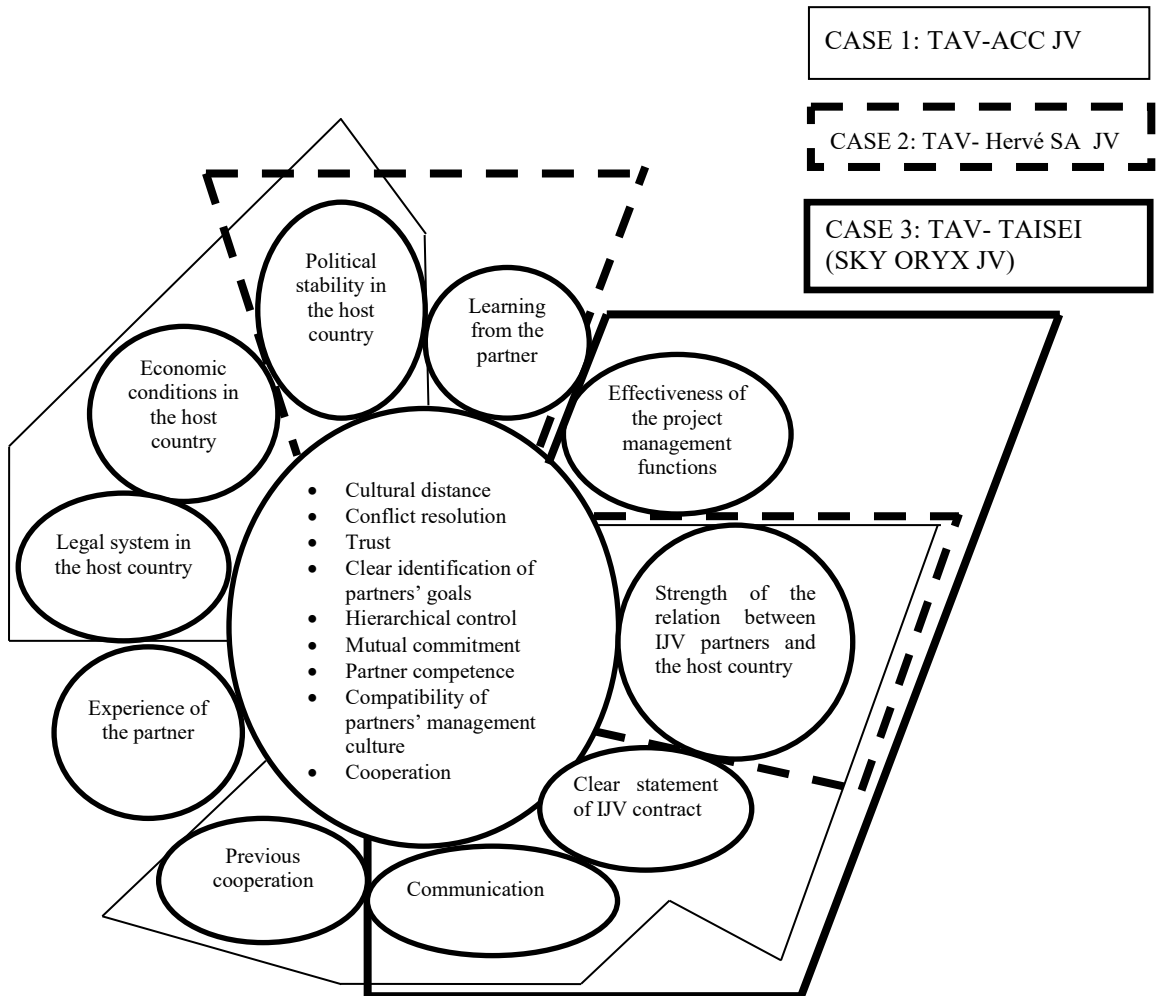 CASE 1: TAV-ACC JV
CASE 2: TAV- Hervé SA JV
CASE 3: TAV- TAISEI
(SKY ORYX JV)
Political
stability in
the host
country
Learning
from the
partner
Economic
conditions in
the host
country
Effectiveness of
the project
management
functions
Legal system in
the host country
• Cultural distance
• Conflict resolution
• Trust
• Clear identification of
partners’ goals
• Hierarchical control
• Mutual commitment
• Partner competence
• Compatibility of
partners’ management
culture
• Cooperation
Strength of the
relation between
IJV partners and
the host country
Experience of
the partner
Clear statement
of IJV contract
Previous
cooperation
Communication